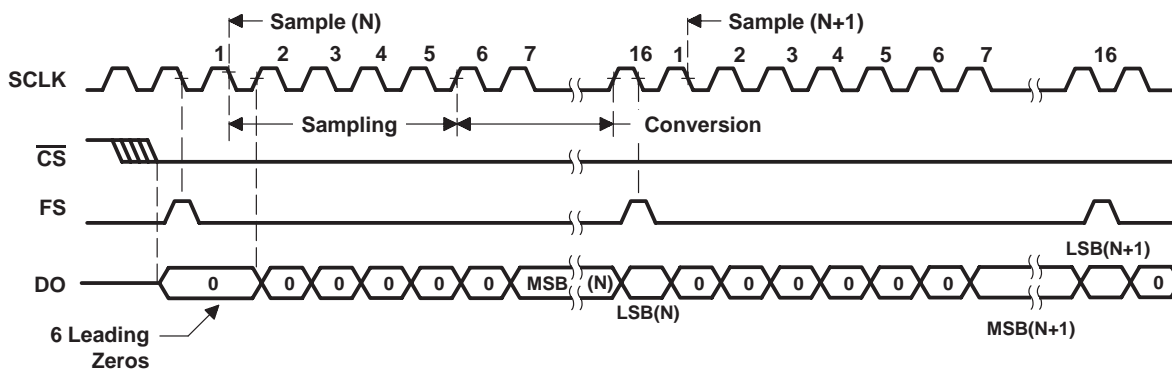 Sample (N)
Sample (N+1)
1 2 3 4 5 6 7 16 1 2 3 4 5 6 7 16
SCLK
Sampling
Conversion
CS
FS
LSB(N+1)
DO
0 0 0 0 0 0 MSB (N) 0 0 0 0 0 0 0
LSB(N)
MSB(N+1)
6 Leading
Zeros